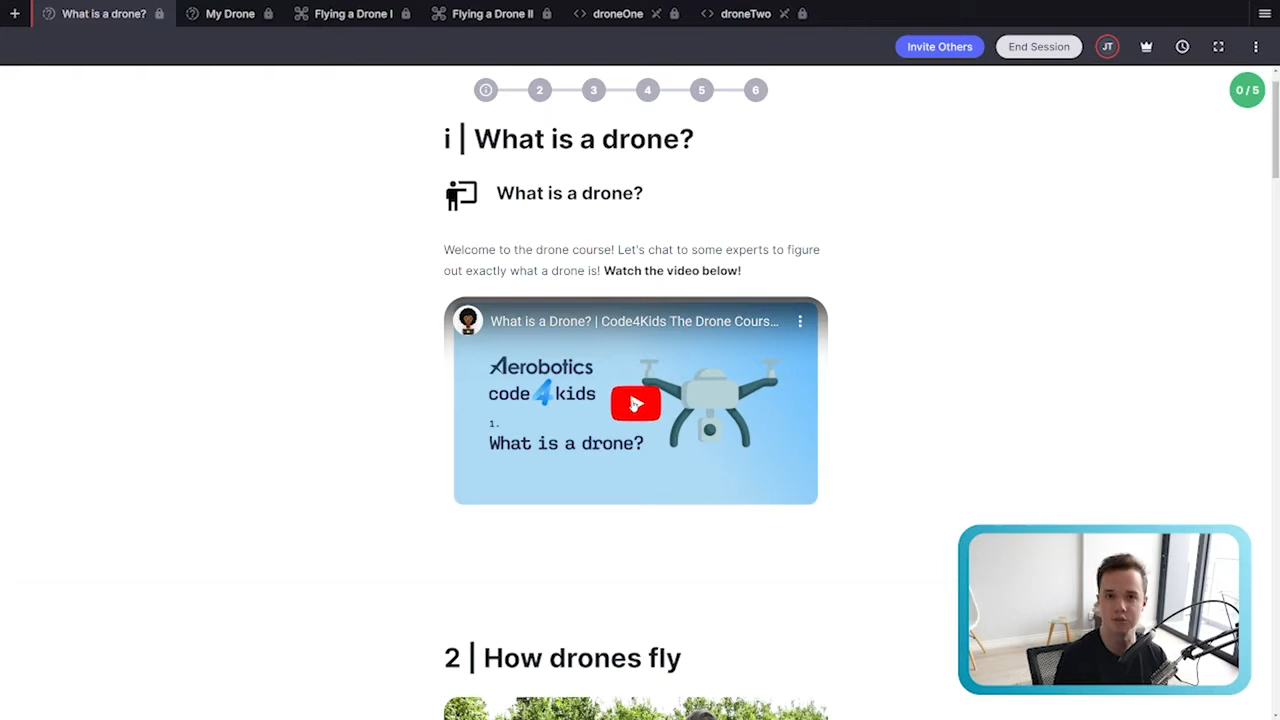 What is a drone?
My Drone
Flying a Drone I
Flying a Drone II
droneOne
droneTwo
Invite Others
End Session
JT
2
3
4
5
6
0 / 5
i | What is a drone?
What is a drone?
Welcome to the drone course! Let's chat to some experts to figure
out exactly what a drone is! Watch the video below!
What is a Drone? | Code4Kids The Drone Cours...
Aerobotics
code4kids
1.
What is a drone?
2 | How drones fly